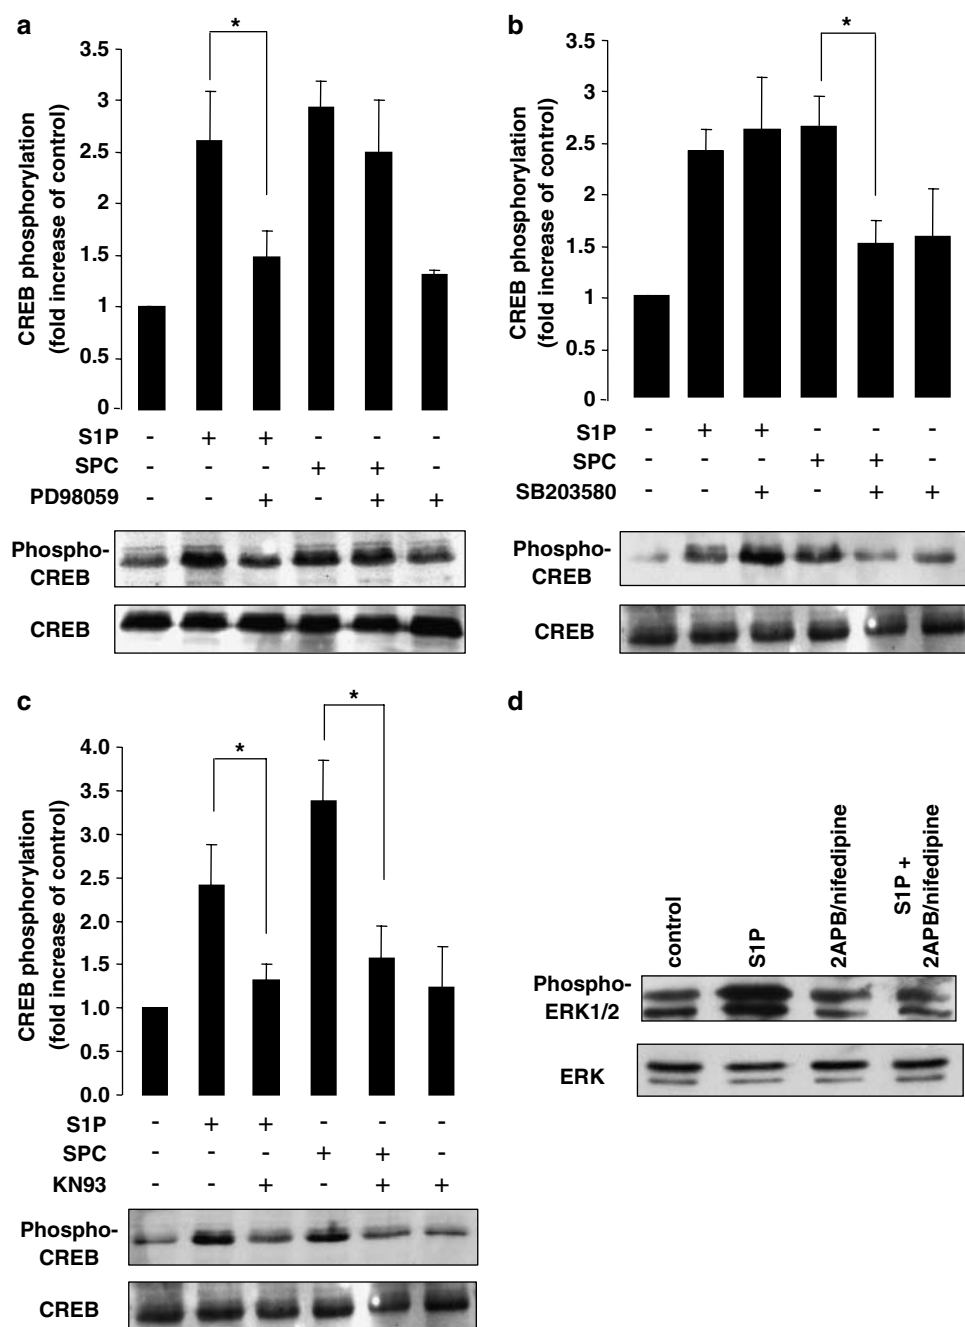 a
*
3.5
3
2.5
2
1.5
1
0.5
0
CREB phosphorylation
(fold increase of control)
S1P - + + - - -
SPC - - - + + -
PD98059 - - + - + +
Phospho-
CREB
CREB
b
*
3.5
3
2.5
2
1.5
1
0.5
0
CREB phosphorylation
(fold increase of control)
S1P - + + - - -
SPC - - - + + -
SB203580 - - + - + +
Phospho-
CREB
CREB
c
*
*
4.0
3.5
3.0
2.5
2.0
1.5
1.0
0.5
0.0
CREB phosphorylation
(fold increase of control)
S1P - + + - - -
SPC - - - + + -
KN93 - - + - + +
Phospho-
CREB
CREB
d
control
S1P
2APB/nifedipine
S1P +
2APB/nifedipine
Phospho-
ERK1/2
ERK